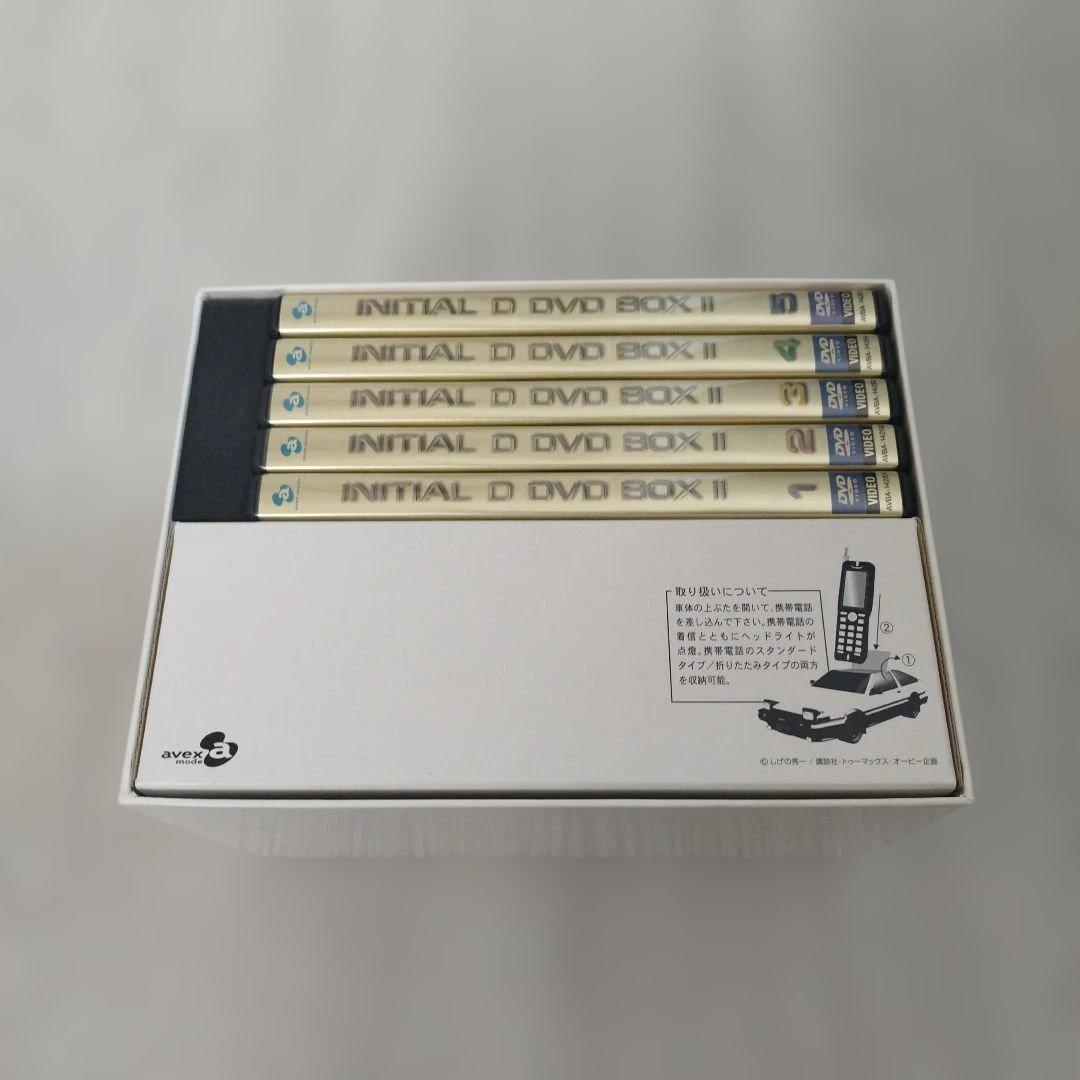 a
INITIAL D DVD BOX II
5
DVD
VIDEO
VIDEO
a
INITIAL D DVD BOX II
4
DVD
VIDEO
VIDEO
a
INITIAL D DVD BOX II
3
DVD
VIDEO
VIDEO
a
INITIAL D DVD BOX II
2
DVD
VIDEO
VIDEO
a
avex mode
INITIAL D DVD BOX II
1
DVD
VIDEO
VIDEO
取り扱いについて
車体の上ぶたを開いて、携帯電話
を差し込んで下さい。携帯電話の
着信とともにヘッドライトが
点燈。携帯電話のスタンダード
タイプ/折りたたみタイプの両方
を収納可能。
②
①
avex
mode
a
©しげの秀一/講談社・トゥーマックス・オービー企画